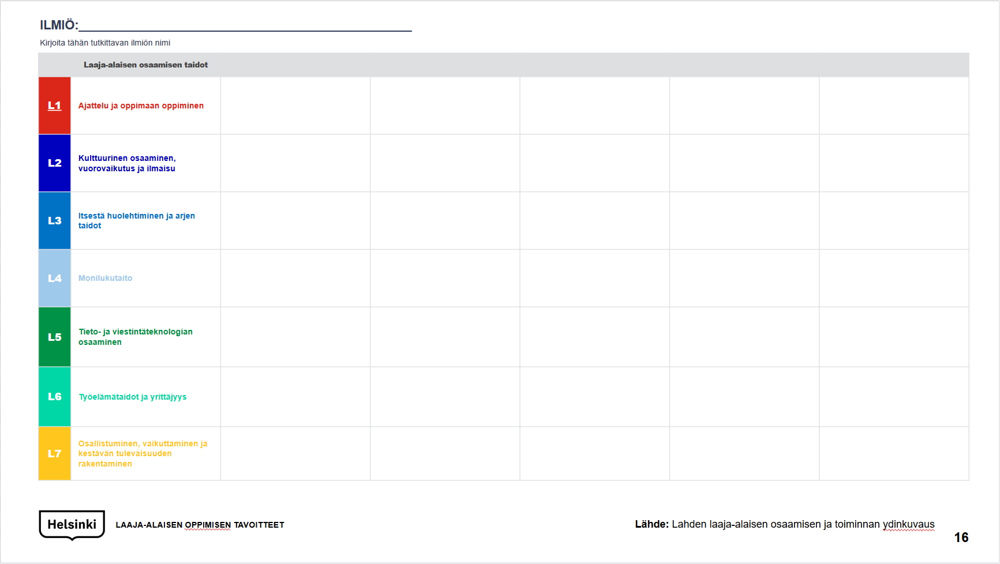 ILMIÖ:_______________________________________________
Kirjoita tähän tutkittavan ilmiön nimi
Laaja-alaisen osaamisen taidot
L1
Ajattelu ja oppimaan oppiminen
L2
Kulttuurinen osaaminen,
vuorovaikutus ja ilmaisu
L3
Itsestä huolehtiminen ja arjen
taidot
L4
Monilukutaito
L5
Tieto- ja viestintäteknologian
osaaminen
L6
Työelämätaidot ja yrittäjyys
L7
Osallistuminen, vaikuttaminen ja
kestävän tulevaisuuden
rakentaminen
Helsinki
LAAJA-ALAISEN OPPIMISEN TAVOITTEET
Lähde: Lahden laaja-alaisen osaamisen ja toiminnan ydinkuvaus
16